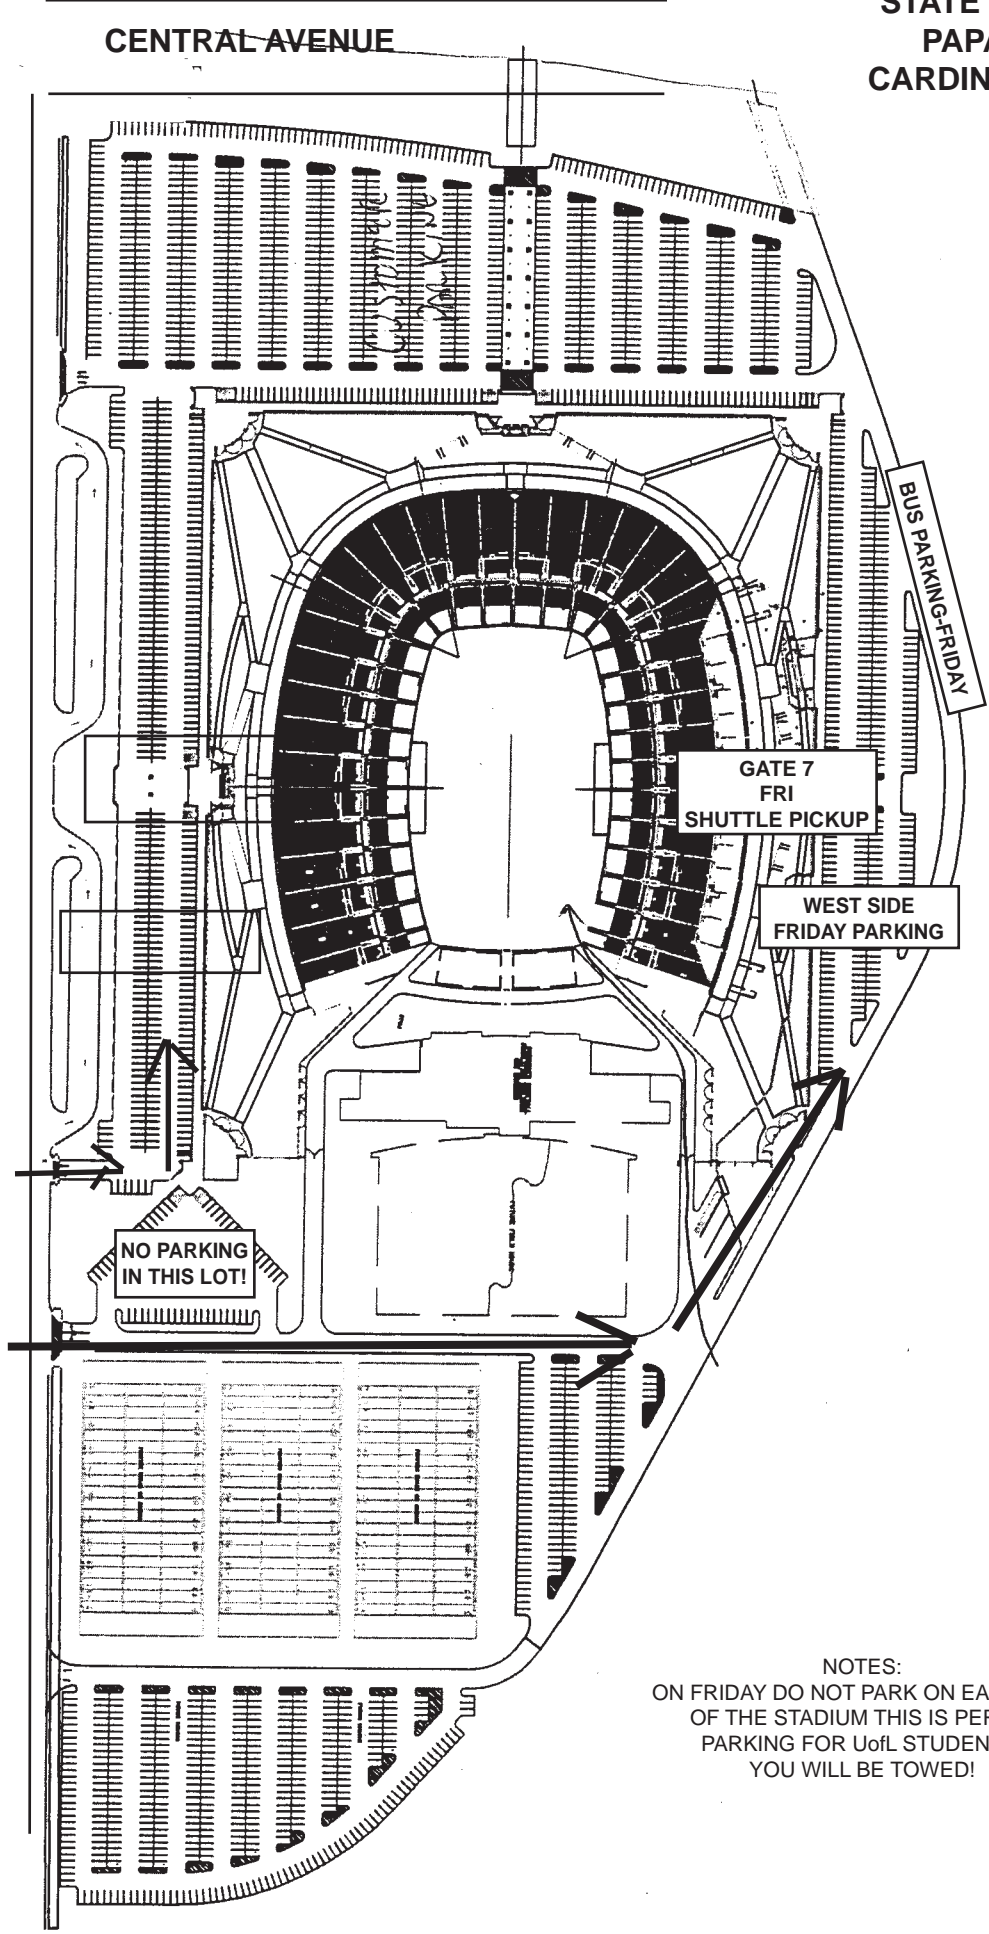 STATE
PAPA
CARDIN
CENTRAL AVENUE
BUS PARKING-FRIDAY
GATE 7
FRI
SHUTTLE PICKUP
WEST SIDE
FRIDAY PARKING
NO PARKING
IN THIS LOT!
NOTES:
ON FRIDAY DO NOT PARK ON EA
OF THE STADIUM THIS IS PER
PARKING FOR UofL STUDEN
YOU WILL BE TOWED!